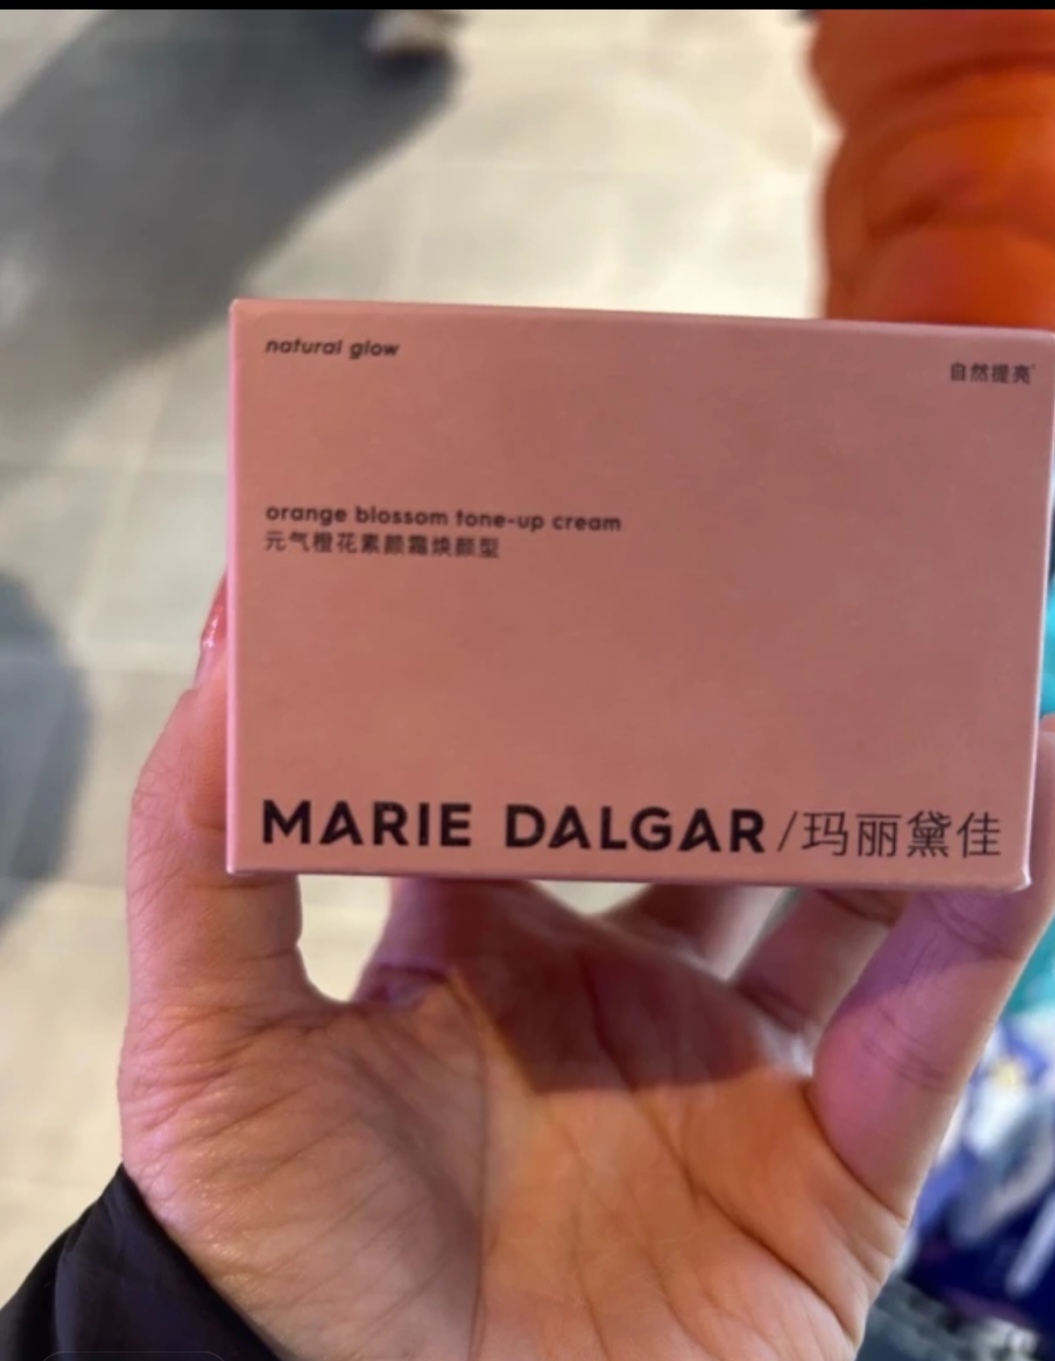 natural glow
自然提亮*
orange blossom tone-up cream
元气橙花素颜霜焕颜型
MARIE DALGAR/玛丽黛佳